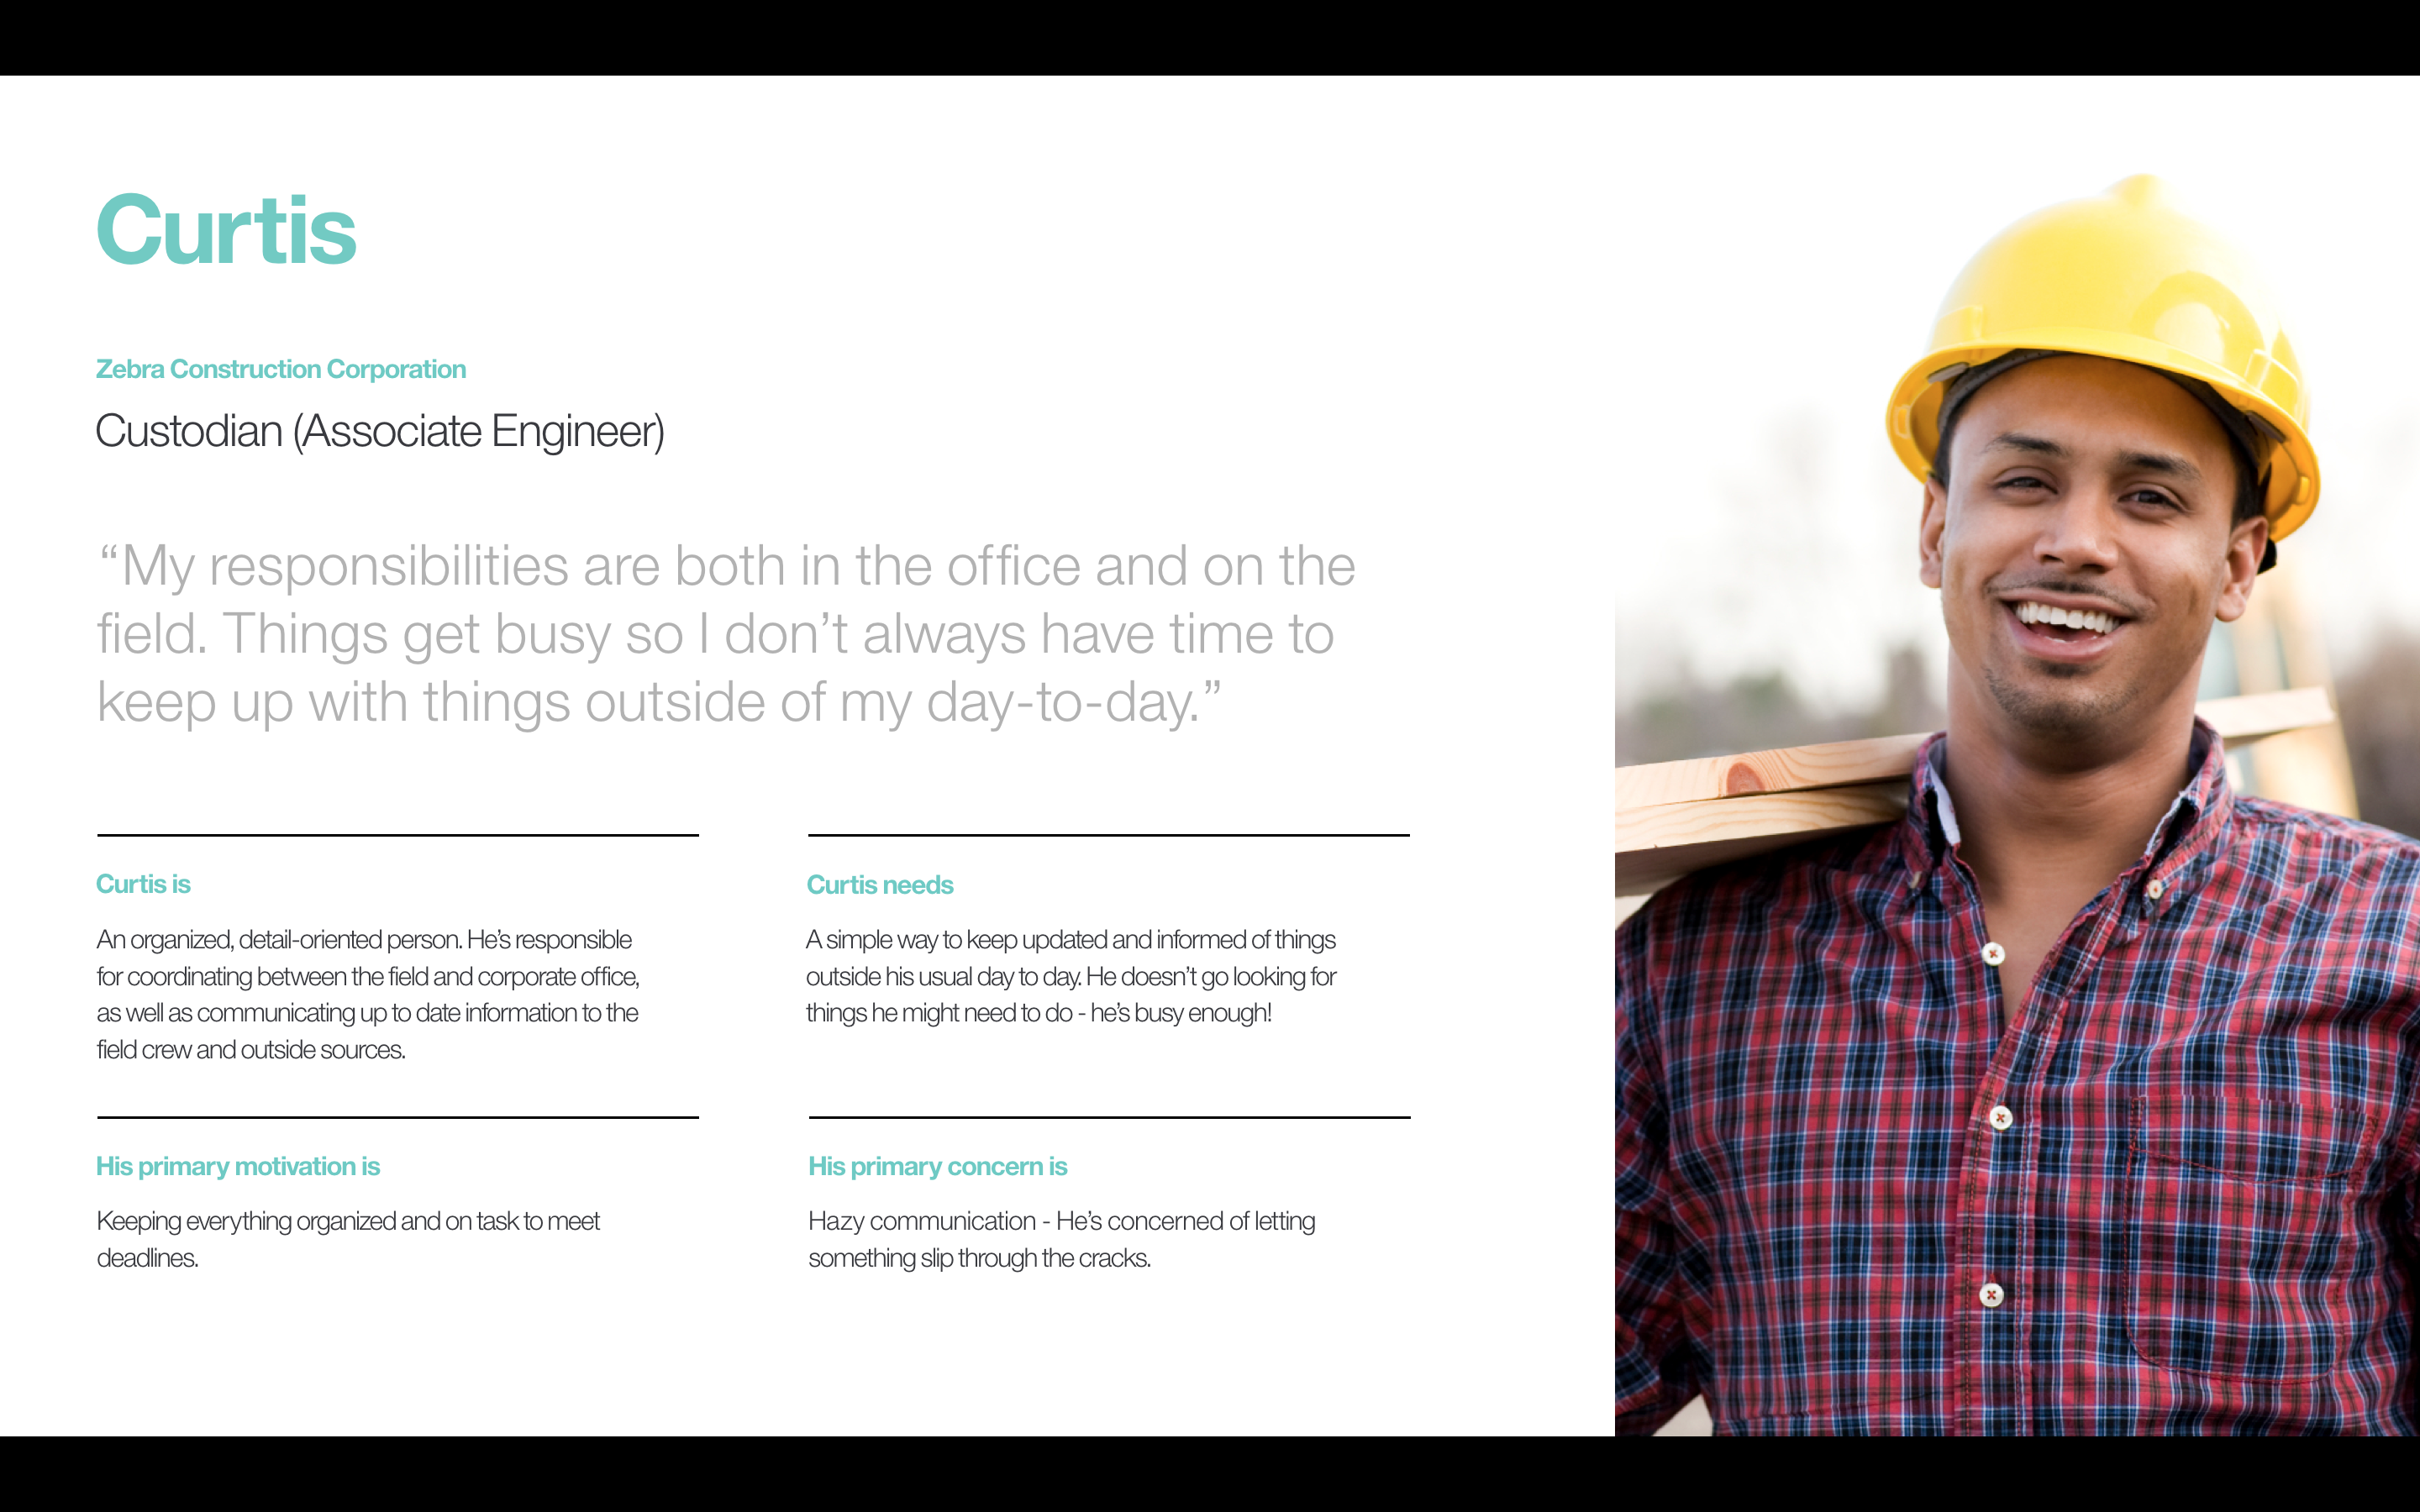 Curtis
Zebra Construction Corporation
Custodian (Associate Engineer)
“My responsibilities are both in the office and on the
field. Things get busy so I don’t always have time to
keep up with things outside of my day-to-day.”
Curtis is
An organized, detail-oriented person. He’s responsible
for coordinating between the field and corporate office,
as well as communicating up to date information to the
field crew and outside sources.
Curtis needs
A simple way to keep updated and informed of things
outside his usual day to day. He doesn’t go looking for
things he might need to do - he’s busy enough!
His primary motivation is
Keeping everything organized and on task to meet
deadlines.
His primary concern is
Hazy communication - He’s concerned of letting
something slip through the cracks.